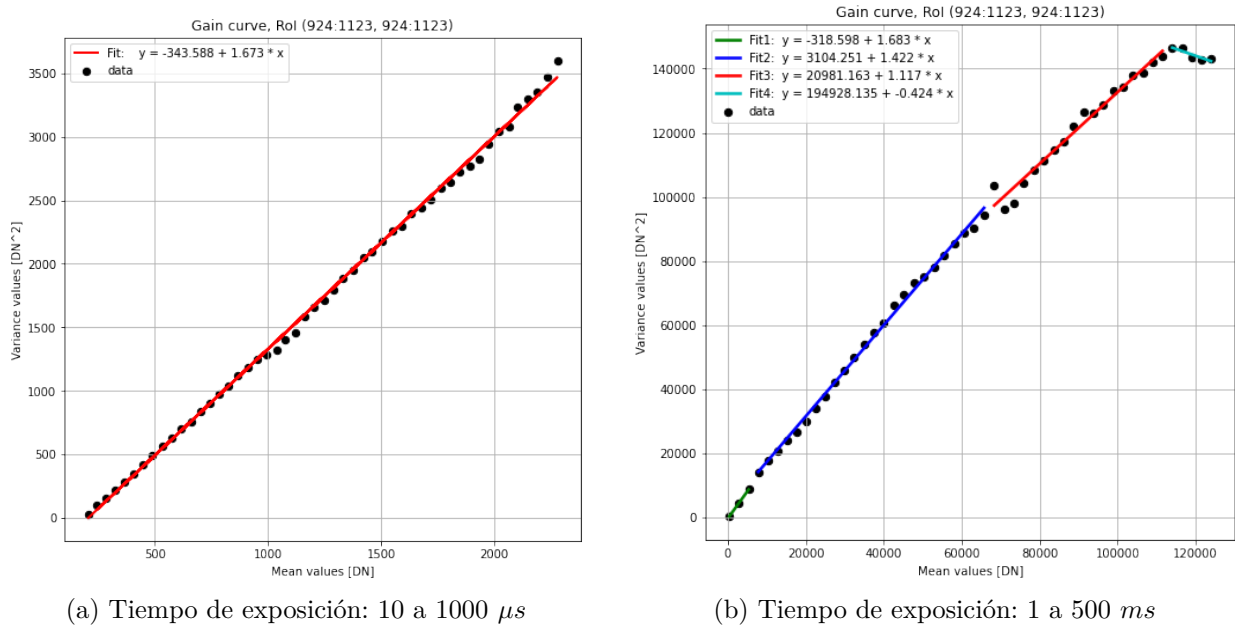 Gain curve, RoI (924:1123, 924:1123)
Fit: y = -343.588 + 1.673 * x
data
3500
3000
2500
2000
1500
1000
500
0
Variance values [DN^2]
500 1000 1500 2000
Mean values [DN]
(a) Tiempo de exposición: 10 a 1000 μs
Gain curve, RoI (924:1123, 924:1123)
Fit1: y = -318.598 + 1.683 * x
Fit2: y = 3104.251 + 1.422 * x
Fit3: y = 20981.163 + 1.117 * x
Fit4: y = 194928.135 + -0.424 * x
data
140000
120000
100000
80000
60000
40000
20000
0
Variance values [DN^2]
0 20000 40000 60000 80000 100000 120000
Mean values [DN]
(b) Tiempo de exposición: 1 a 500 ms